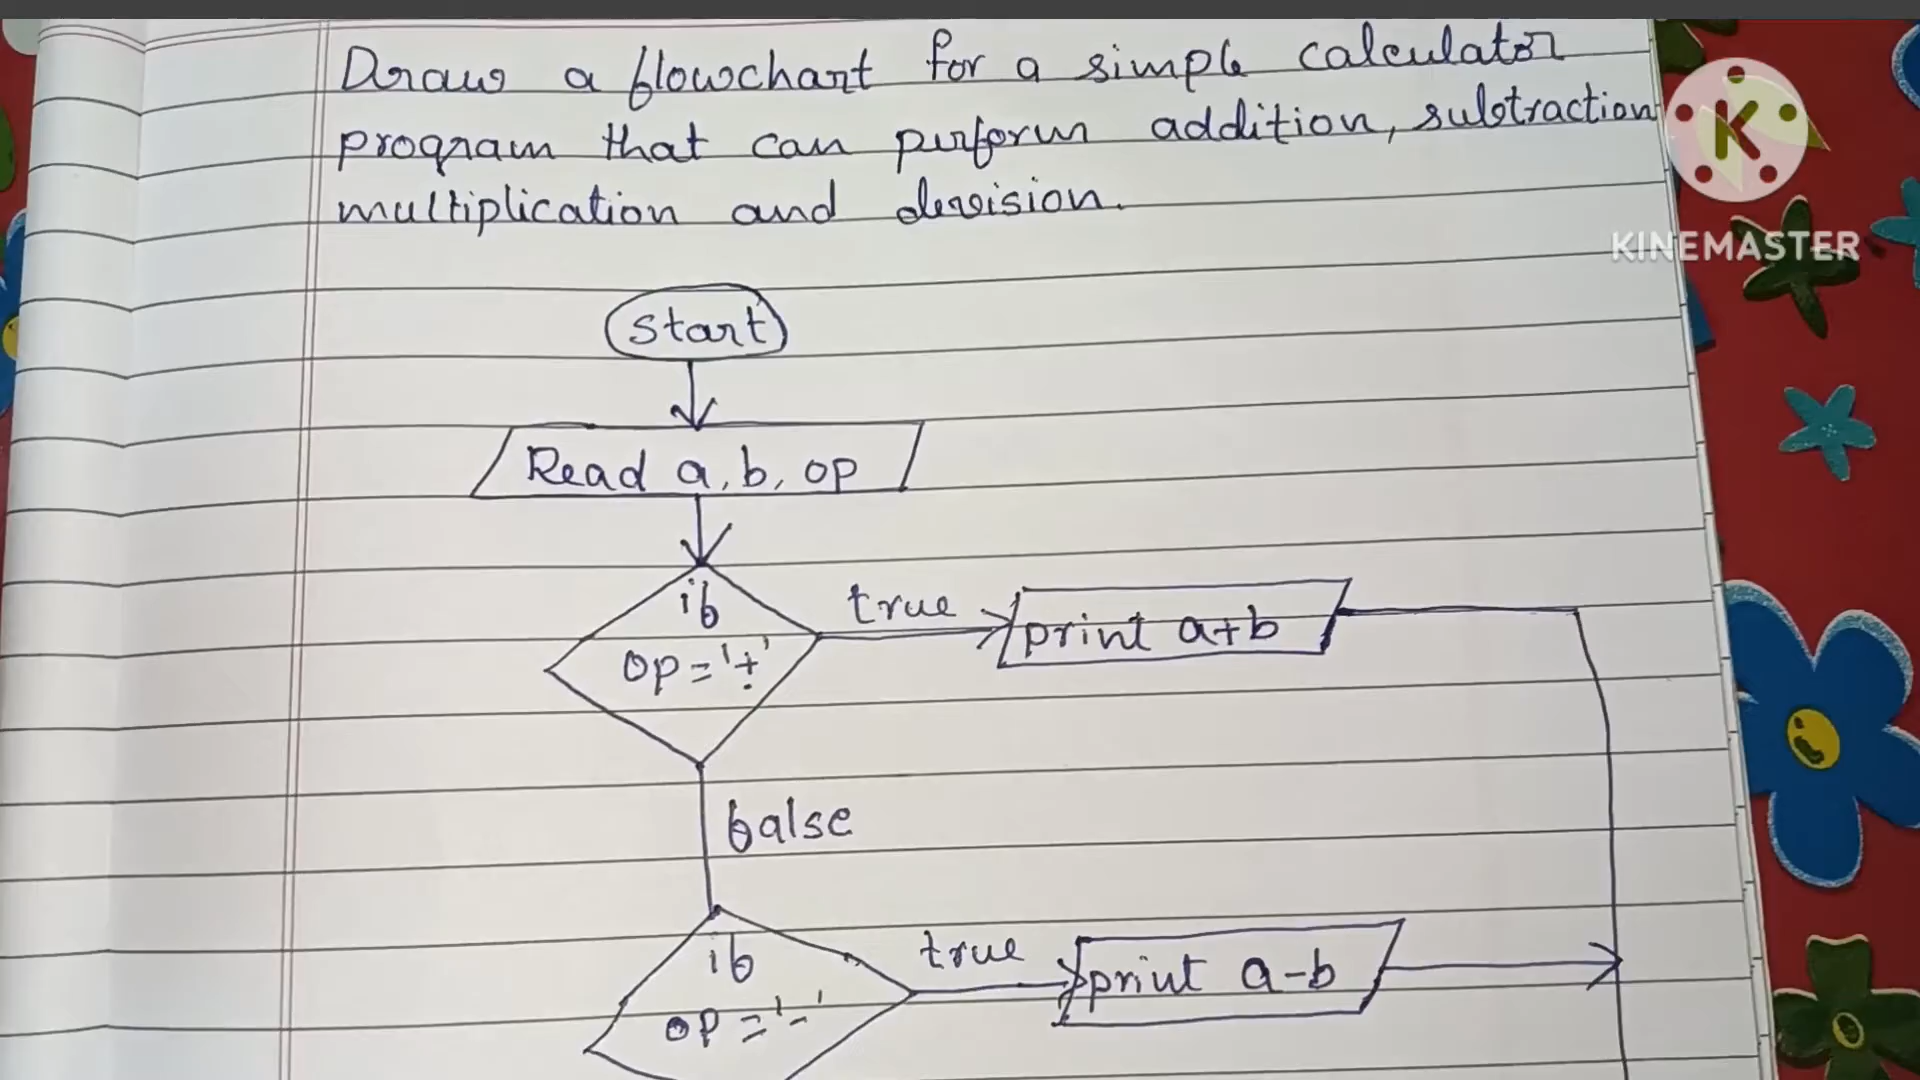 Draw a flowchart for a simple calculator
program that can perform addition, subtraction
multiplication and devision.
K
KINEMASTER
Start
Read a, b, op
if
op = '+'
true
print a+b
false
if
op = '-'
true
print a-b